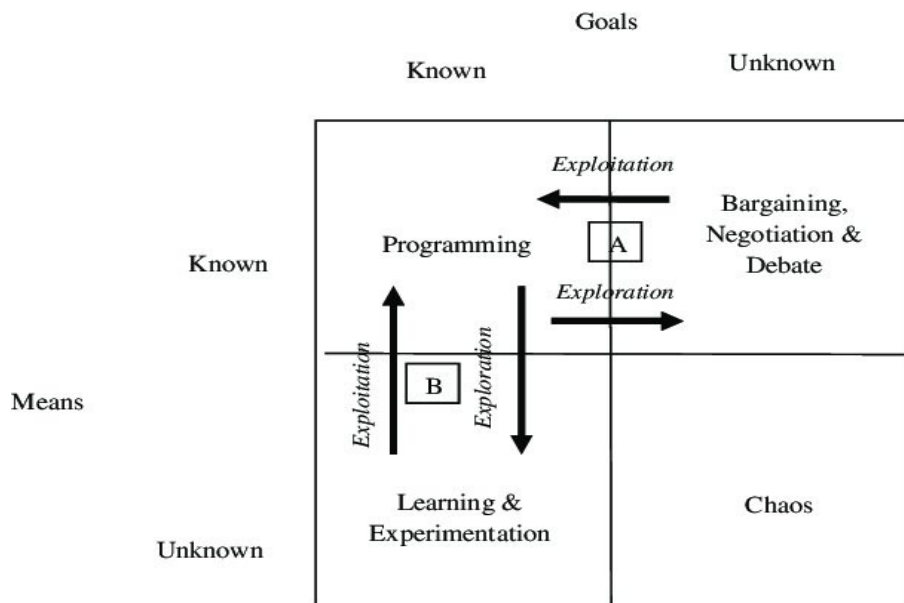 Goals
Known
Unknown
Exploitation
Bargaining,
Negotiation &
Debate
Programming
A
Known
Exploration
Exploitation
B
Exploration
Means
Learning &
Experimentation
Chaos
Unknown